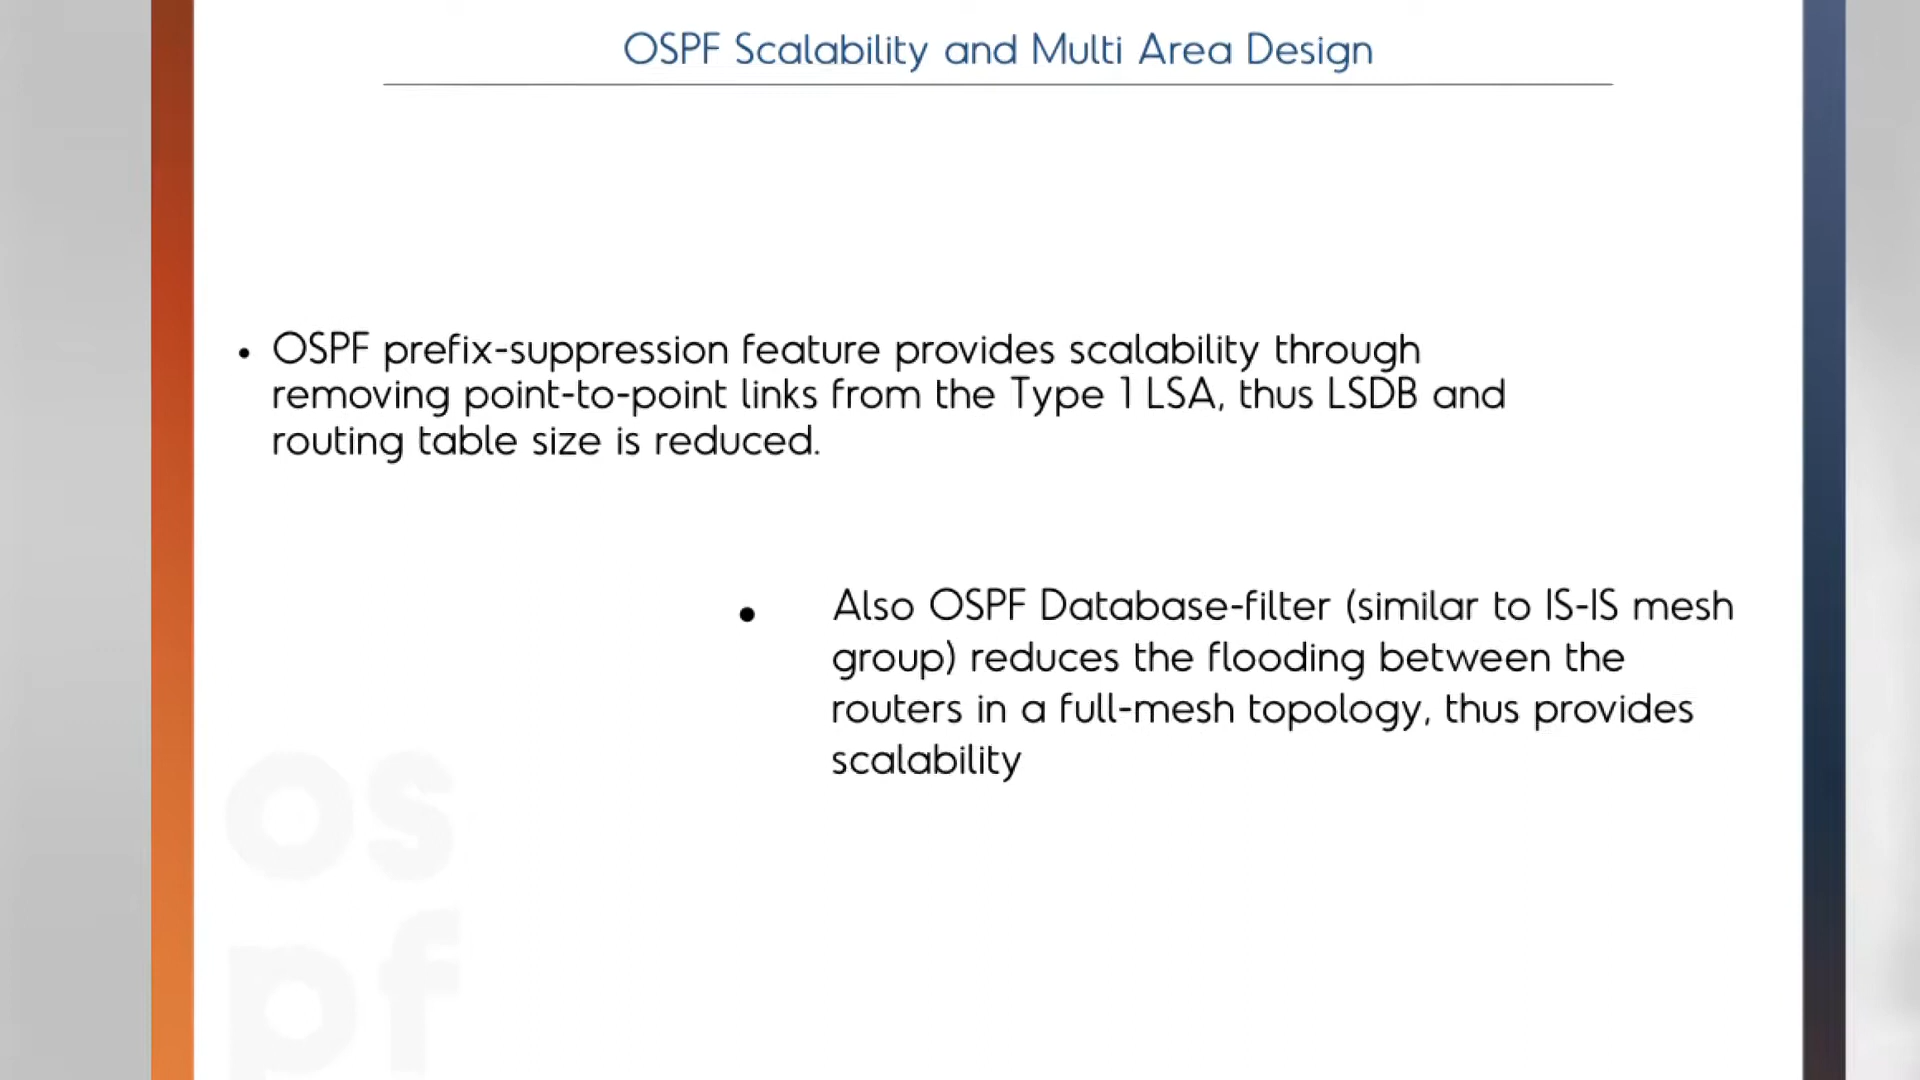 OSPF Scalability and Multi Area Design
• OSPF prefix-suppression feature provides scalability through
removing point-to-point links from the Type 1 LSA, thus LSDB and
routing table size is reduced.
• Also OSPF Database-filter (similar to IS-IS mesh
group) reduces the flooding between the
routers in a full-mesh topology, thus provides
scalability
os
pf